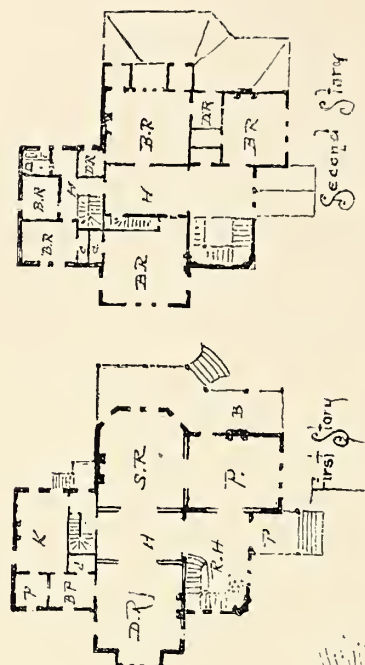 P
K
B.P
C
D.R
H
S.R
R.H
P.
B
P
First Story
B.R
B.R
H
C
C
D.R
B.R
H
B.R
D.R
B.R
Second Story